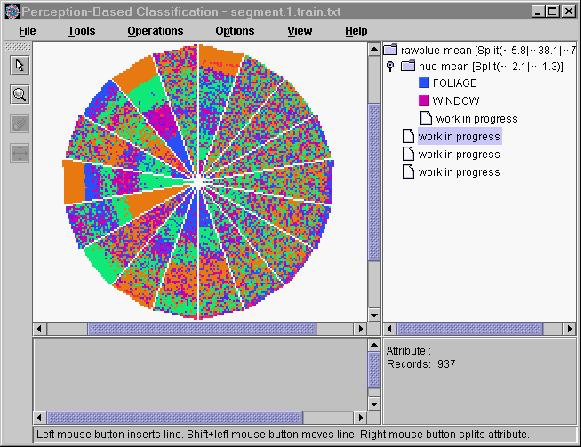 Perception-Based Classification - segment.1.train.txt
File Tools Operations Options View Help
rawblue-mean [Split(~ 5.8|~ 38.1|~7
hue-mean [Split(~ 2.1|~ 1.3)]
FOLIAGE
WINDOW
work in progress
work in progress
work in progress
work in progress
Attribute:
Records: 937
Left mouse button inserts line. Shift+left mouse button moves line. Right mouse button splits attribute.